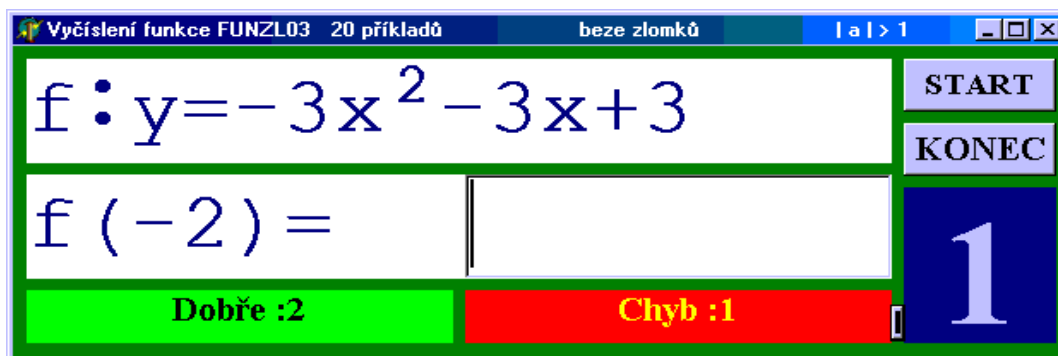 Vyčíslení funkce FUNZL03 20 příkladů beze zlomků | a | > 1
f:y=-3x²-3x+3
START
KONEC
f(-2)=
1
Dobře :2 Chyb :1